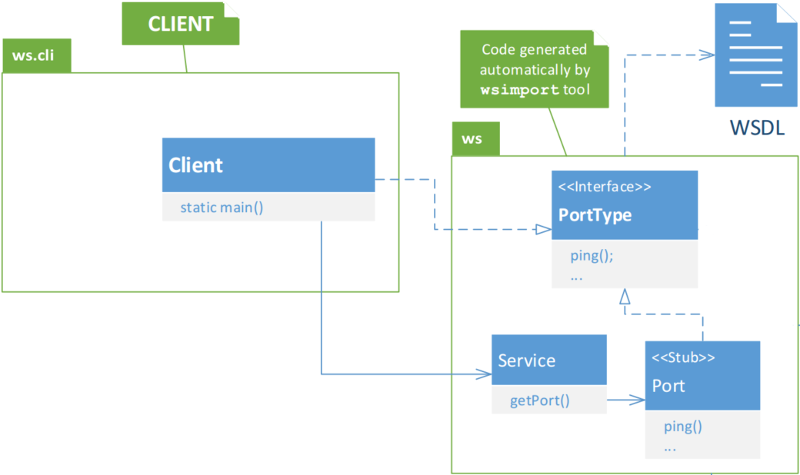 CLIENT
ws.cli
Code generated
automatically by
wsimport tool
WSDL
ws
Client
static main()
<<Interface>>
PortType
ping();
...
Service
getPort()
<<Stub>>
Port
ping()
...